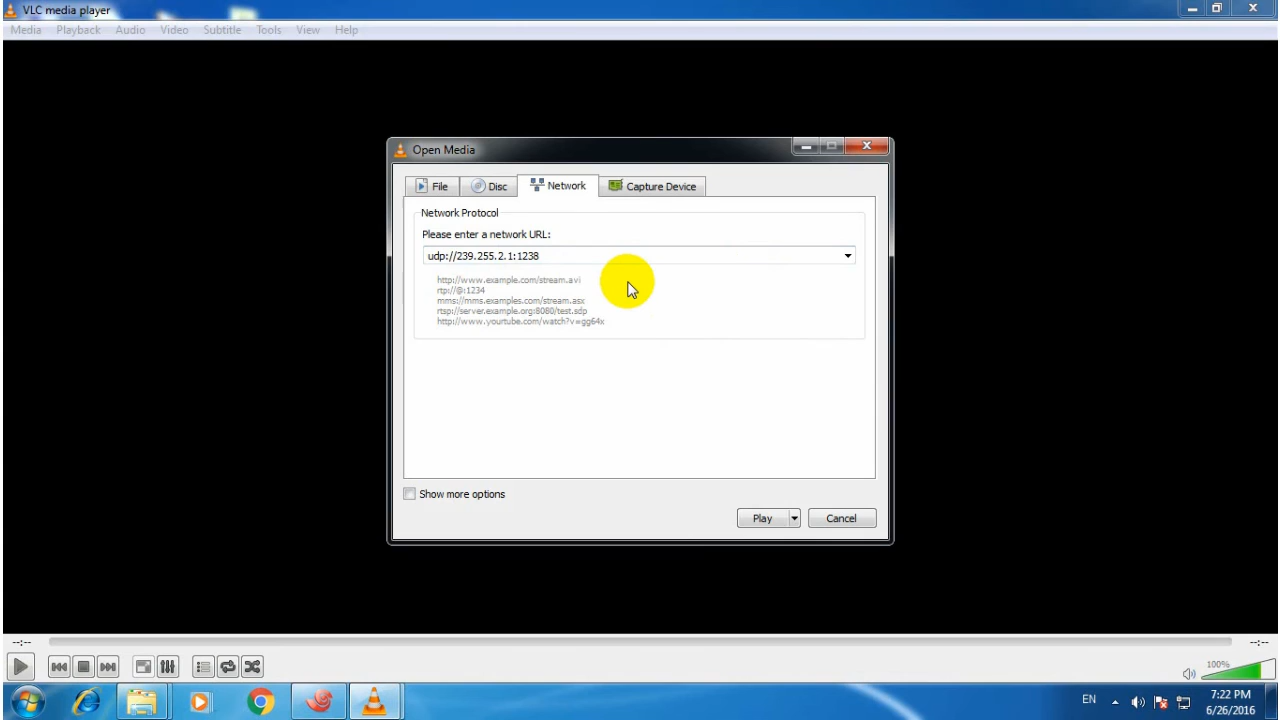 VLC media player
Media Playback Audio Video Subtitle Tools View Help
Open Media
File Disc Network Capture Device
Network Protocol
Please enter a network URL:
udp://239.255.2.1:1238
http://www.example.com/stream.avi
rtp://@:1234
mms://mms.examples.com/stream.asx
rtsp://server.example.org:8080/test.sdp
http://www.yourtube.com/watch?v=gg64x
Show more options
Play Cancel
--:-- --:--
100%
EN 7:22 PM
6/26/2016